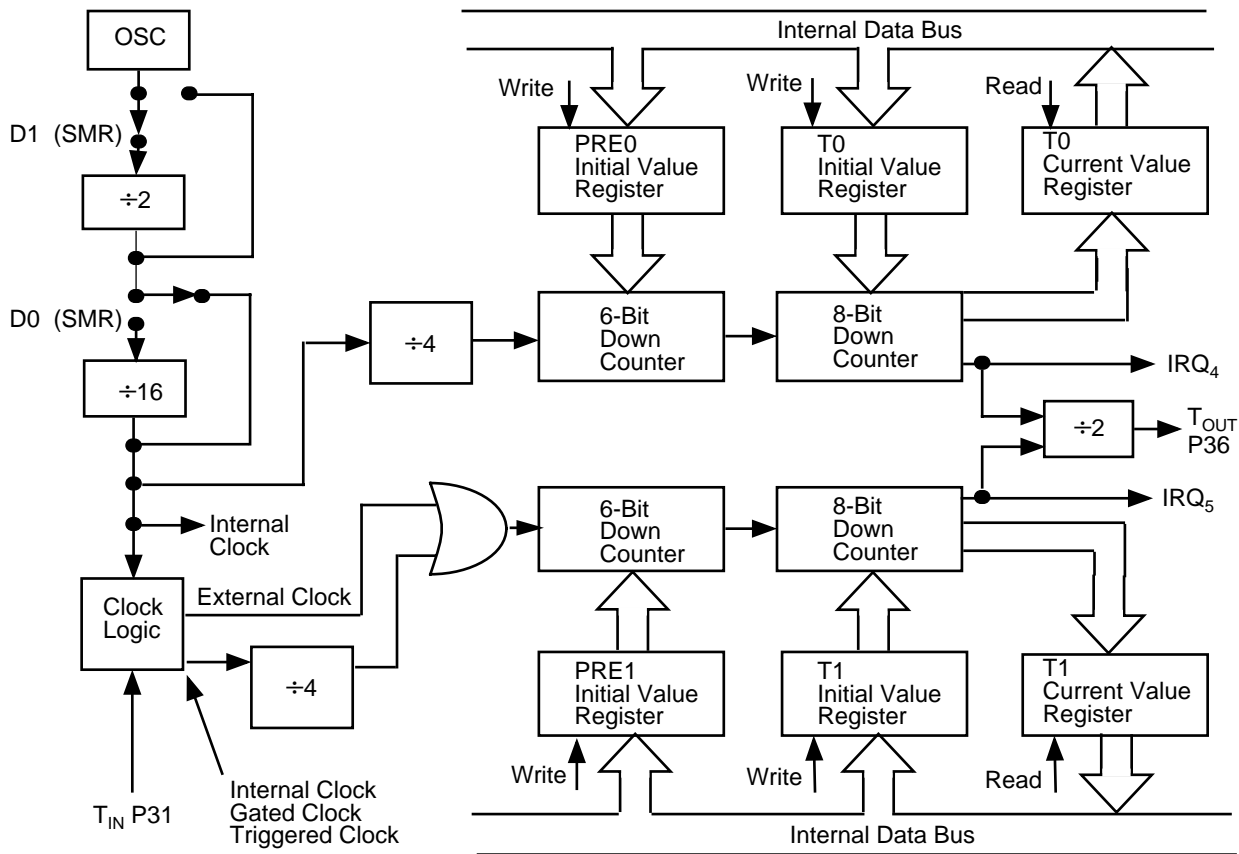 OSC
Internal Data Bus
Write
Write
Read
D1 (SMR)
PRE0
Initial Value
Register
T0
Initial Value
Register
T0
Current Value
Register
÷2
D0 (SMR)
÷4
6-Bit
Down
Counter
8-Bit
Down
Counter
IRQ4
÷16
÷2
TOUT
P36
Internal
Clock
6-Bit
Down
Counter
8-Bit
Down
Counter
IRQ5
Clock
Logic
External Clock
÷4
PRE1
Initial Value
Register
T1
Initial Value
Register
T1
Current Value
Register
Write
Write
Read
TIN P31
Internal Clock
Gated Clock
Triggered Clock
Internal Data Bus